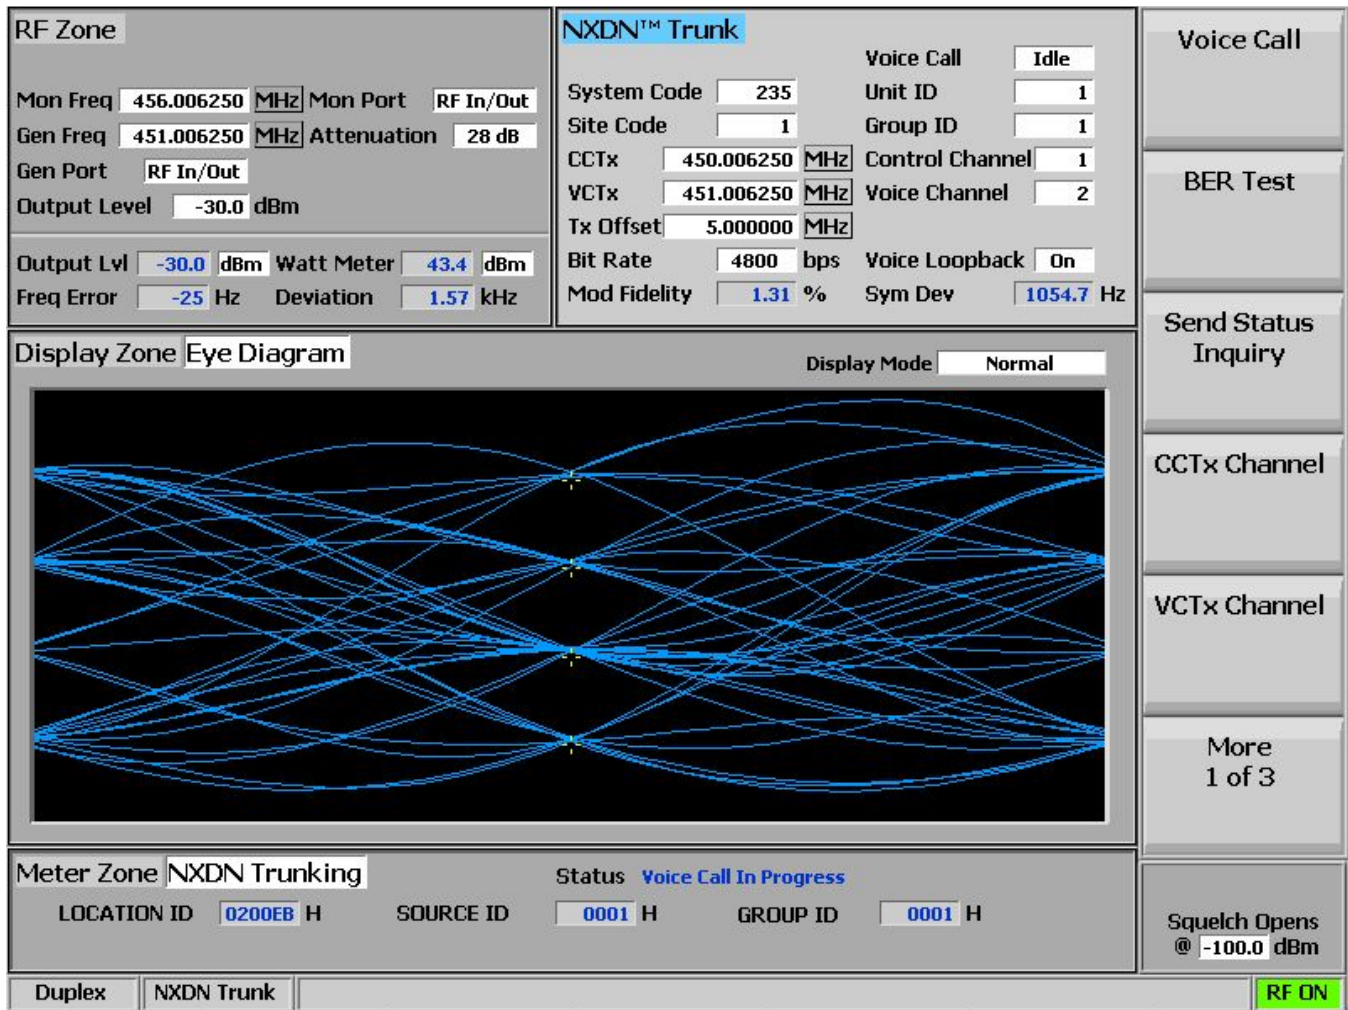 RF Zone
Mon Freq 456.006250 MHz Mon Port RF In/Out
Gen Freq 451.006250 MHz Attenuation 28 dB
Gen Port RF In/Out
Output Level -30.0 dBm
Output Lvl -30.0 dBm Watt Meter 43.4 dBm
Freq Error -25 Hz Deviation 1.57 kHz
NXDN™ Trunk
Voice Call Idle
System Code 235 Unit ID 1
Site Code 1 Group ID 1
CCTx 450.006250 MHz Control Channel 1
VCTx 451.006250 MHz Voice Channel 2
Tx Offset 5.000000 MHz
Bit Rate 4800 bps Voice Loopback On
Mod Fidelity 1.31 % Sym Dev 1054.7 Hz
Display Zone Eye Diagram
Display Mode Normal
Meter Zone NXDN Trunking
Status Voice Call In Progress
LOCATION ID 0200EB H SOURCE ID 0001 H GROUP ID 0001 H
Duplex NXDN Trunk
Voice Call
BER Test
Send Status
Inquiry
CCTx Channel
VCTx Channel
More
1 of 3
Squelch Opens
@ -100.0 dBm
RF ON